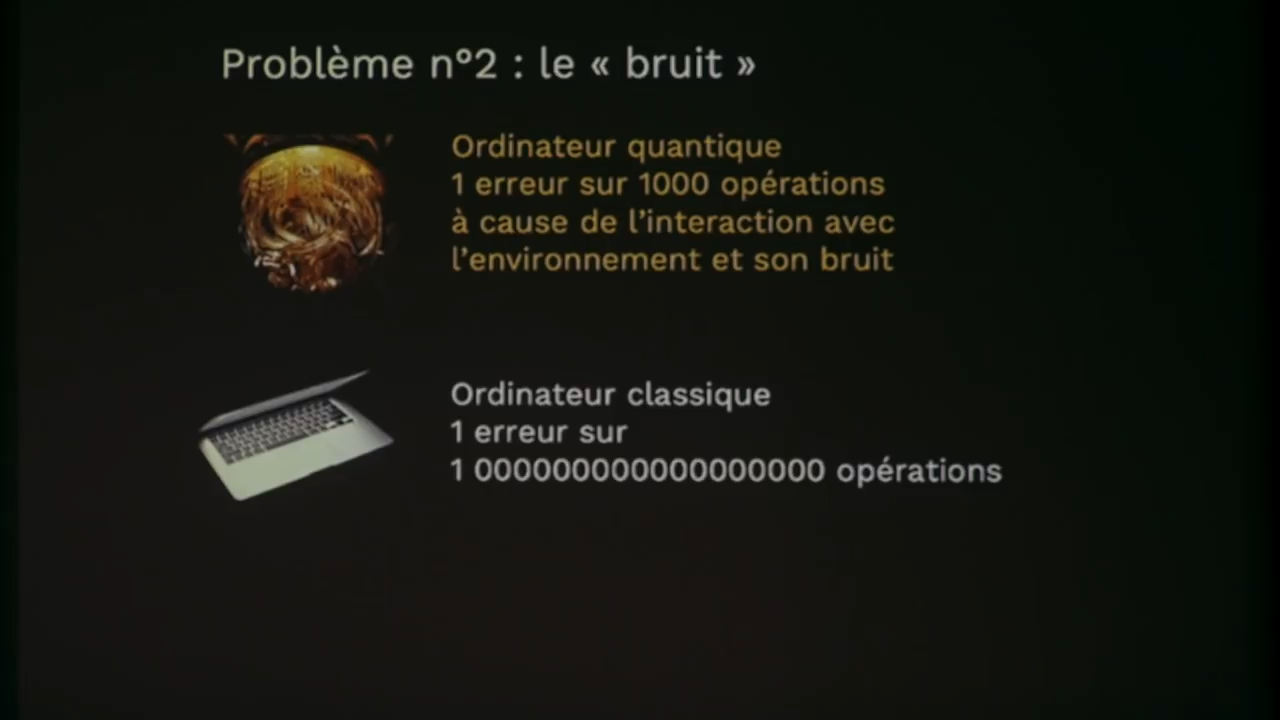 Problème n°2 : le « bruit »
Ordinateur quantique
1 erreur sur 1000 opérations
à cause de l’interaction avec
l’environnement et son bruit
Ordinateur classique
1 erreur sur
1 000000000000000000 opérations